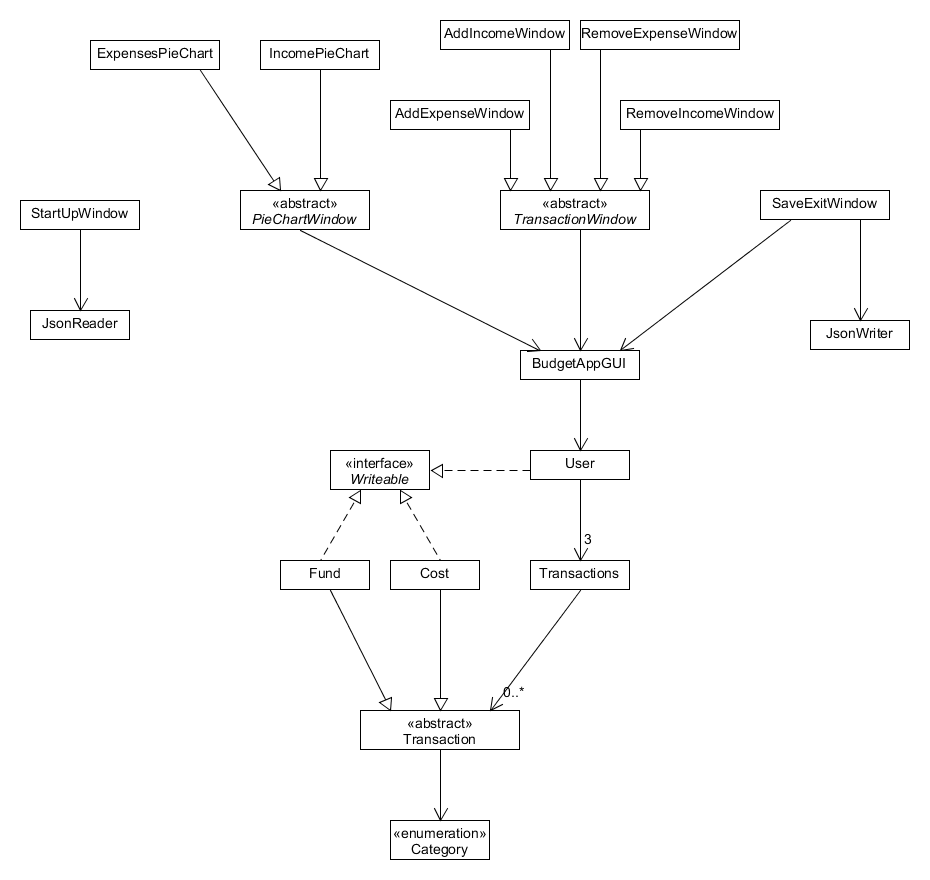 AddIncomeWindow
RemoveExpenseWindow
ExpensesPieChart
IncomePieChart
AddExpenseWindow
RemoveIncomeWindow
StartUpWindow
«abstract»
PieChartWindow
«abstract»
TransactionWindow
SaveExitWindow
JsonReader
JsonWriter
BudgetAppGUI
«interface»
Writeable
User
3
Fund
Cost
Transactions
0..*
«abstract»
Transaction
«enumeration»
Category